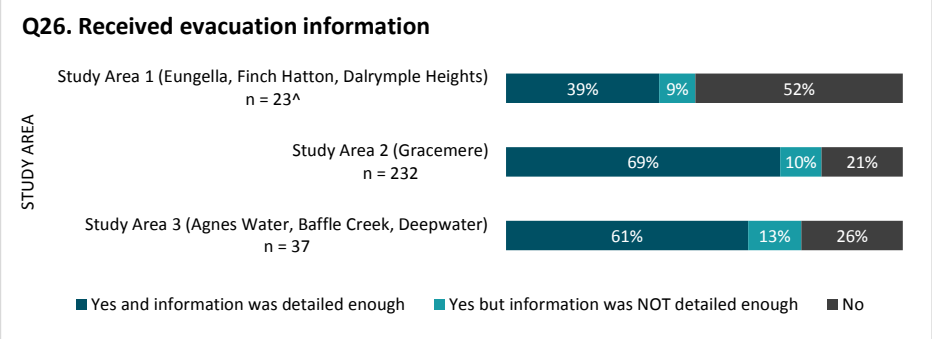 Q26. Received evacuation information
STUDY AREA
Study Area 1 (Eungella, Finch Hatton, Dalrymple Heights)
n = 23^
39% 9% 52%
Study Area 2 (Gracemere)
n = 232
69% 10% 21%
Study Area 3 (Agnes Water, Baffle Creek, Deepwater)
n = 37
61% 13% 26%
Yes and information was detailed enough Yes but information was NOT detailed enough No